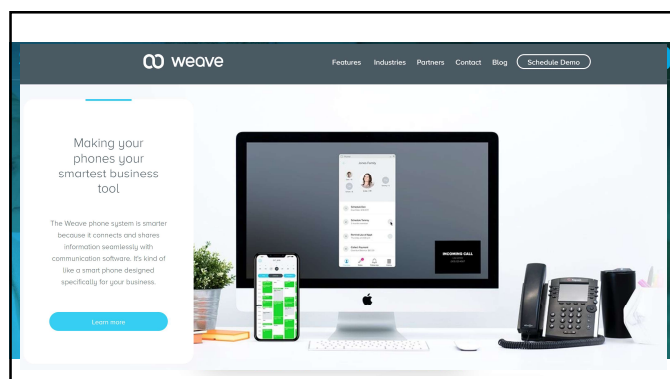 weave
Features Industries Partners Contact Blog Schedule Demo
Making your
phones your
smartest business
tool
The Weave phone system is smarter
because it connects and shares
information seamlessly with
communication software. It's kind of
like a smart phone designed
specifically for your business.
Learn more
INCOMING CALL